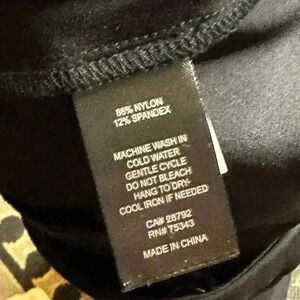 88% NYLON
12% SPANDEX
MACHINE WASH IN
COLD WATER
GENTLE CYCLE
DO NOT BLEACH
HANG TO DRY-
COOL IRON IF NEEDED
CA# 28792
RN# 75343
MADE IN CHINA